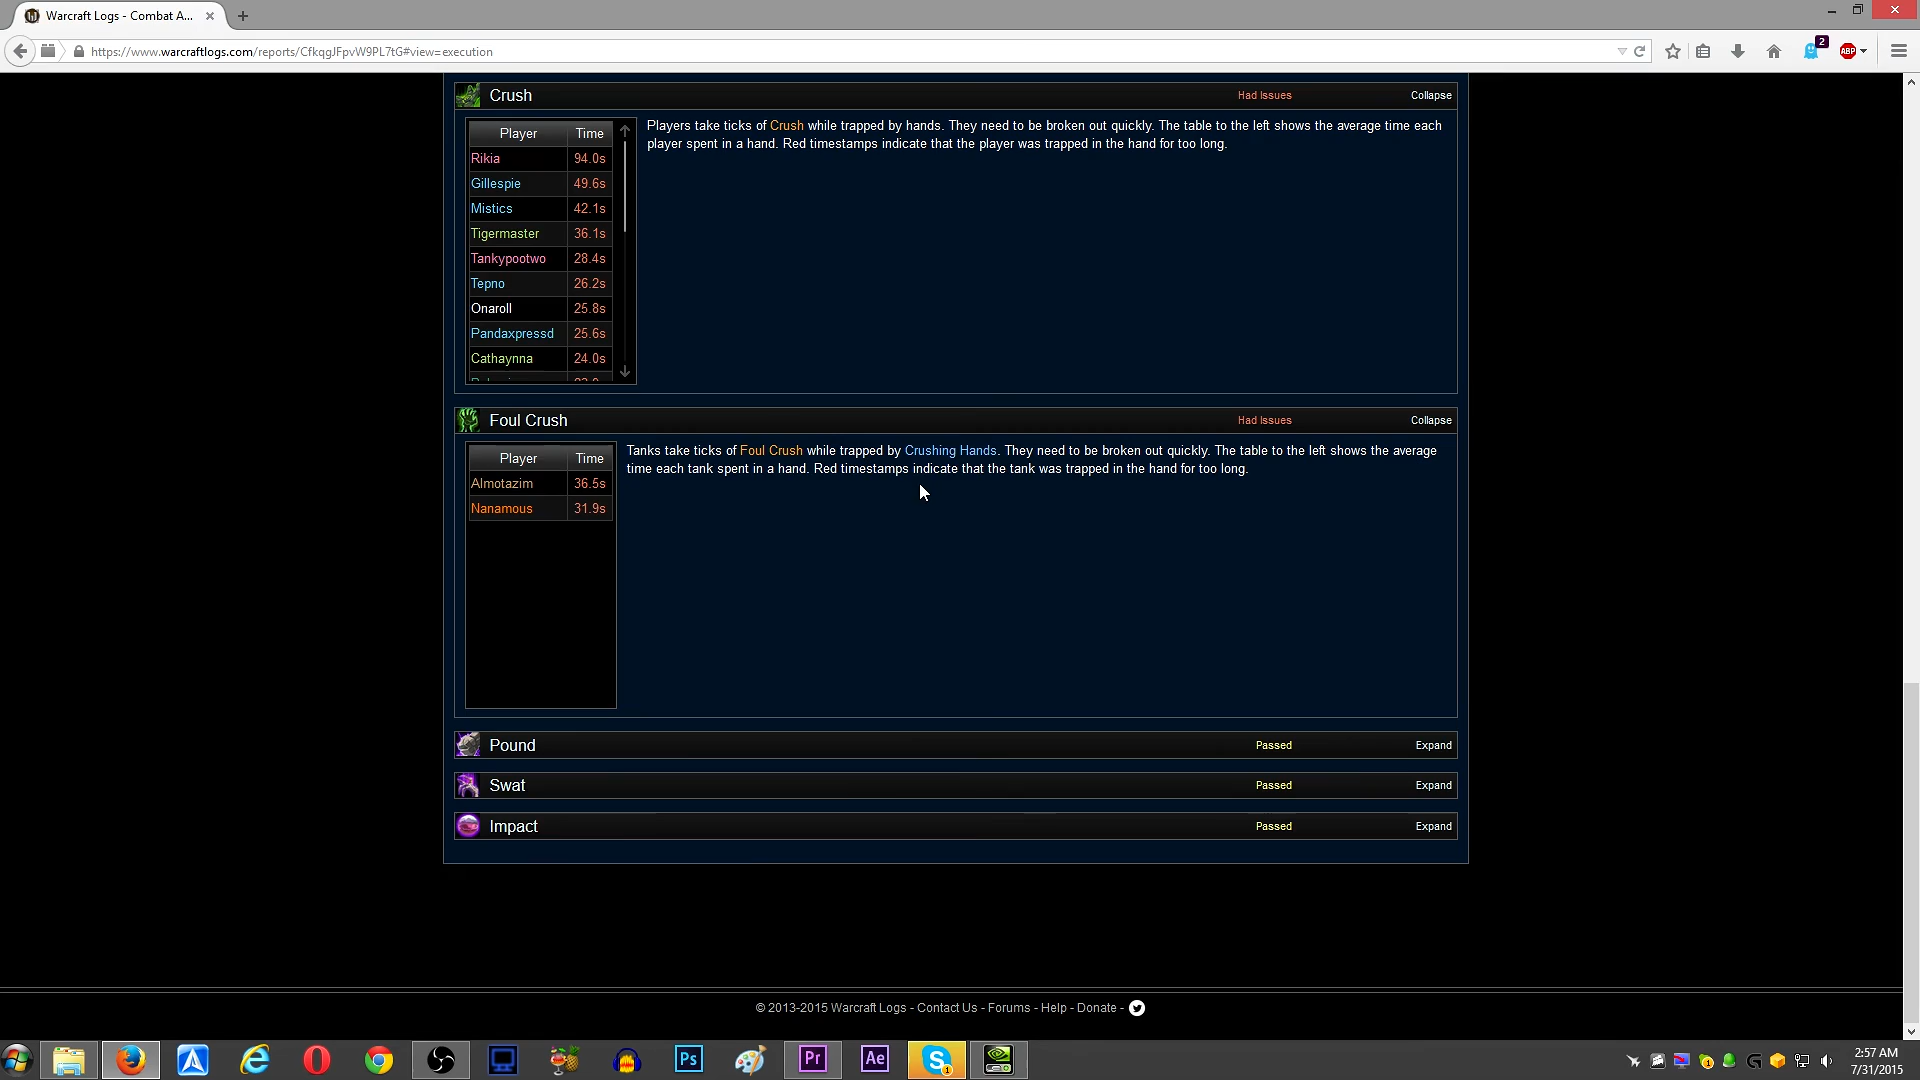 Warcraft Logs - Combat A...
https://www.warcraftlogs.com/reports/CfkqgJFpvW9PL7tG#view=execution
2
ABP
Crush Had Issues Collapse
Player Time
Rikia 94.0s
Gillespie 49.6s
Mistics 42.1s
Tigermaster 36.1s
Tankypootwo 28.4s
Tepno 26.2s
Onaroll 25.8s
Pandaxpressd 25.6s
Cathaynna 24.0s
Players take ticks of Crush while trapped by hands. They need to be broken out quickly. The table to the left shows the average time each
player spent in a hand. Red timestamps indicate that the player was trapped in the hand for too long.
Foul Crush Had Issues Collapse
Player Time
Almotazim 36.5s
Nanamous 31.9s
Tanks take ticks of Foul Crush while trapped by Crushing Hands. They need to be broken out quickly. The table to the left shows the average
time each tank spent in a hand. Red timestamps indicate that the tank was trapped in the hand for too long.
Pound Passed Expand
Swat Passed Expand
Impact Passed Expand
© 2013-2015 Warcraft Logs - Contact Us - Forums - Help - Donate -
Ps
Pr
Ae
1
2:57 AM
7/31/2015